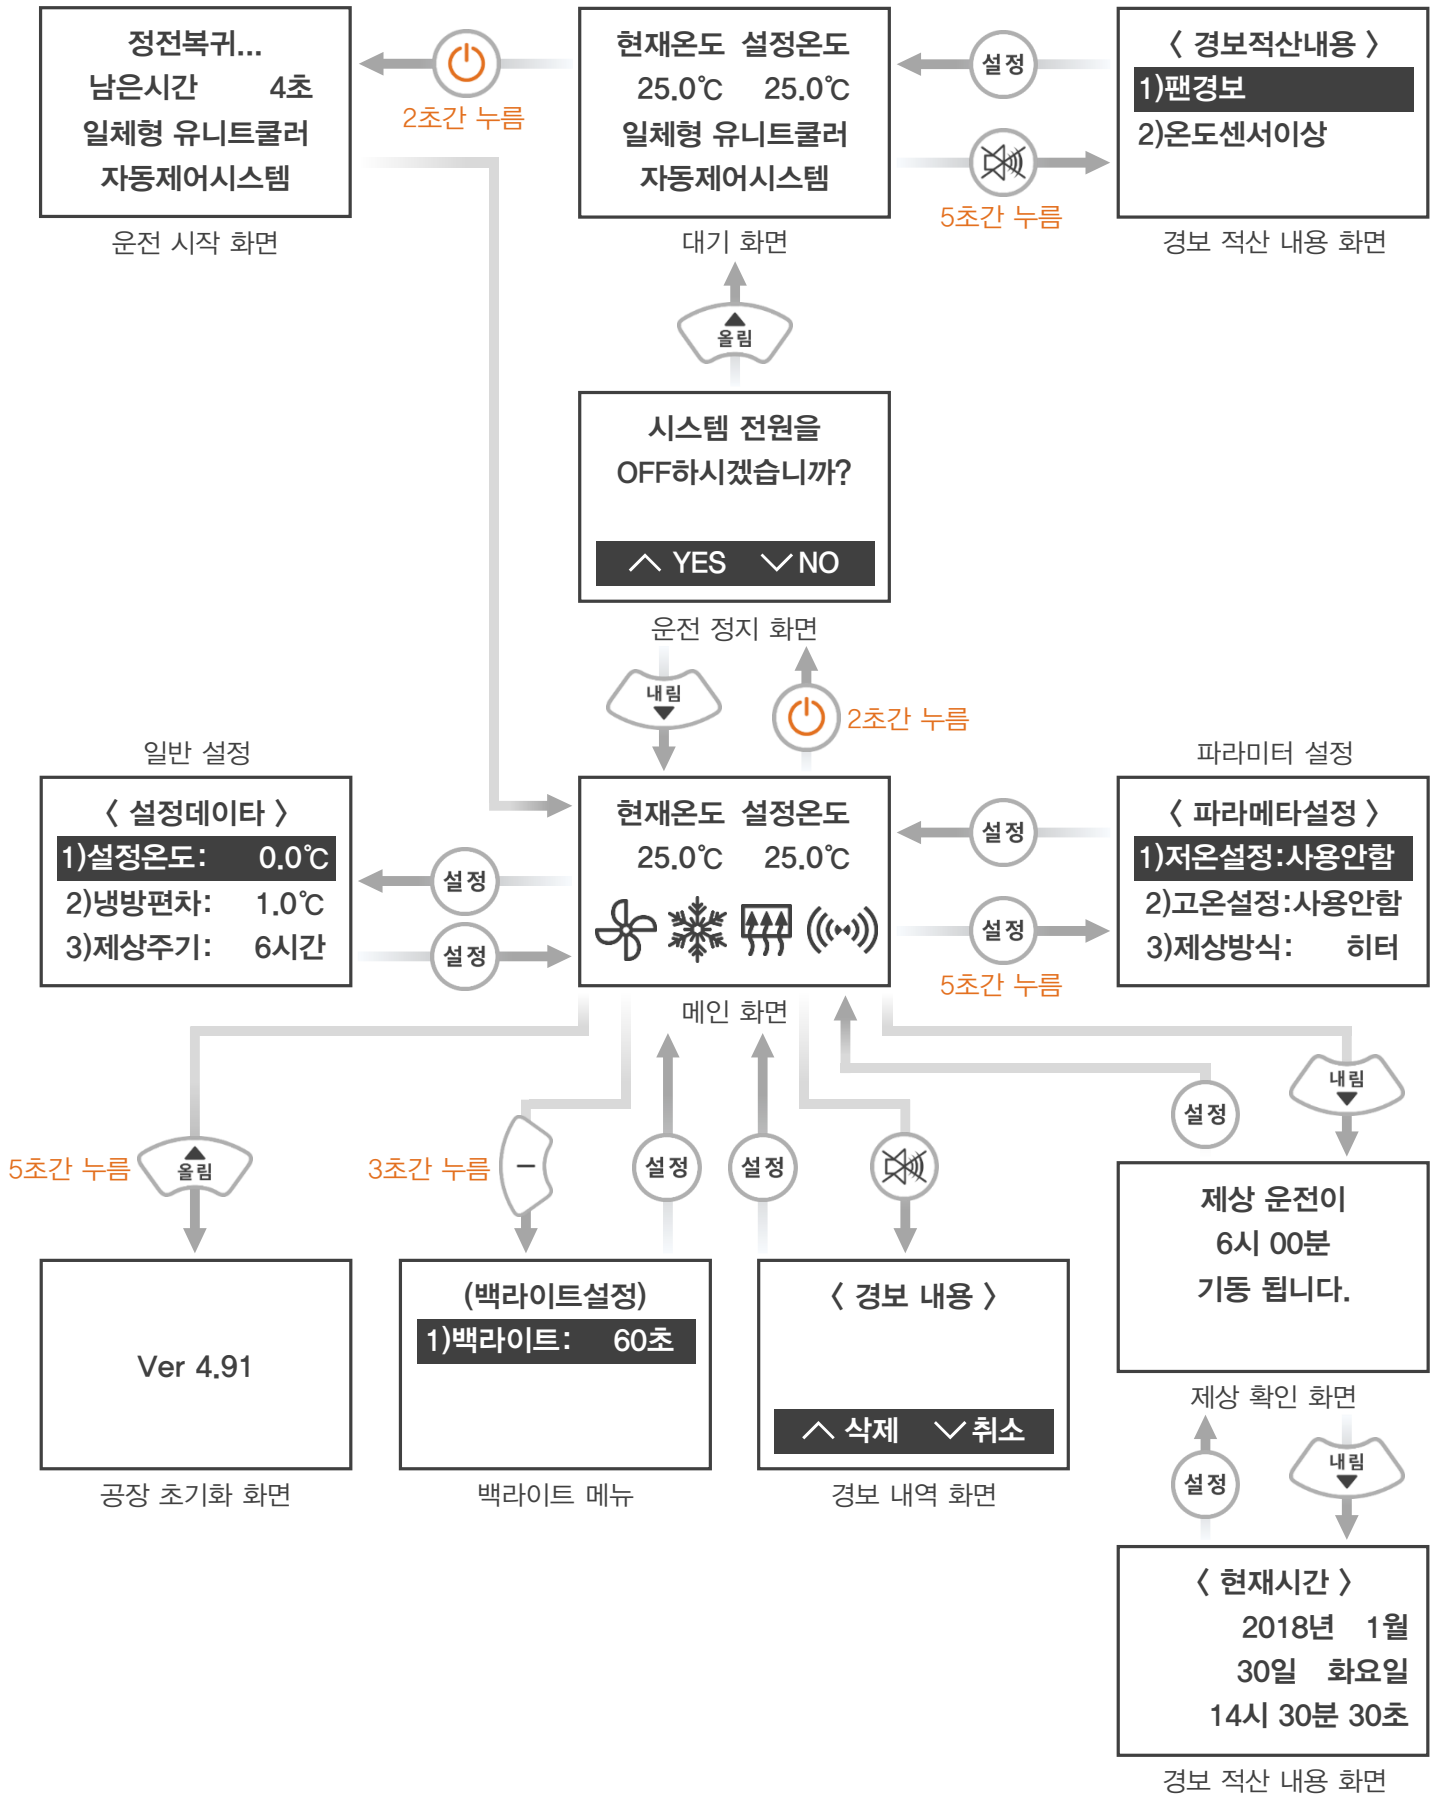 정전복귀...
남은시간 4초
일체형 유니트쿨러
자동제어시스템
운전 시작 화면
2초간 누름
현재온도 설정온도
25.0℃ 25.0℃
일체형 유니트쿨러
자동제어시스템
대기 화면
설정
5초간 누름
〈 경보적산내용 〉
1)팬경보
2)온도센서이상
경보 적산 내용 화면
▲
올림
시스템 전원을
OFF하시겠습니까?
YES NO
운전 정지 화면
내림
▼
2초간 누름
일반 설정
〈 설정데이타 〉
1)설정온도: 0.0℃
2)냉방편차: 1.0℃
3)제상주기: 6시간
설정
설정
현재온도 설정온도
25.0℃ 25.0℃
메인 화면
설정
설정
5초간 누름
파라미터 설정
〈 파라메타설정 〉
1)저온설정:사용안함
2)고온설정:사용안함
3)제상방식: 히터
5초간 누름
▲
올림
3초간 누름
−
설정
설정
설정
내림
▼
Ver 4.91
공장 초기화 화면
(백라이트설정)
1)백라이트: 60초
백라이트 메뉴
〈 경보 내용 〉
삭제 취소
경보 내역 화면
제상 운전이
6시 00분
기동 됩니다.
제상 확인 화면
설정
내림
▼
〈 현재시간 〉
2018년 1월
30일 화요일
14시 30분 30초
경보 적산 내용 화면